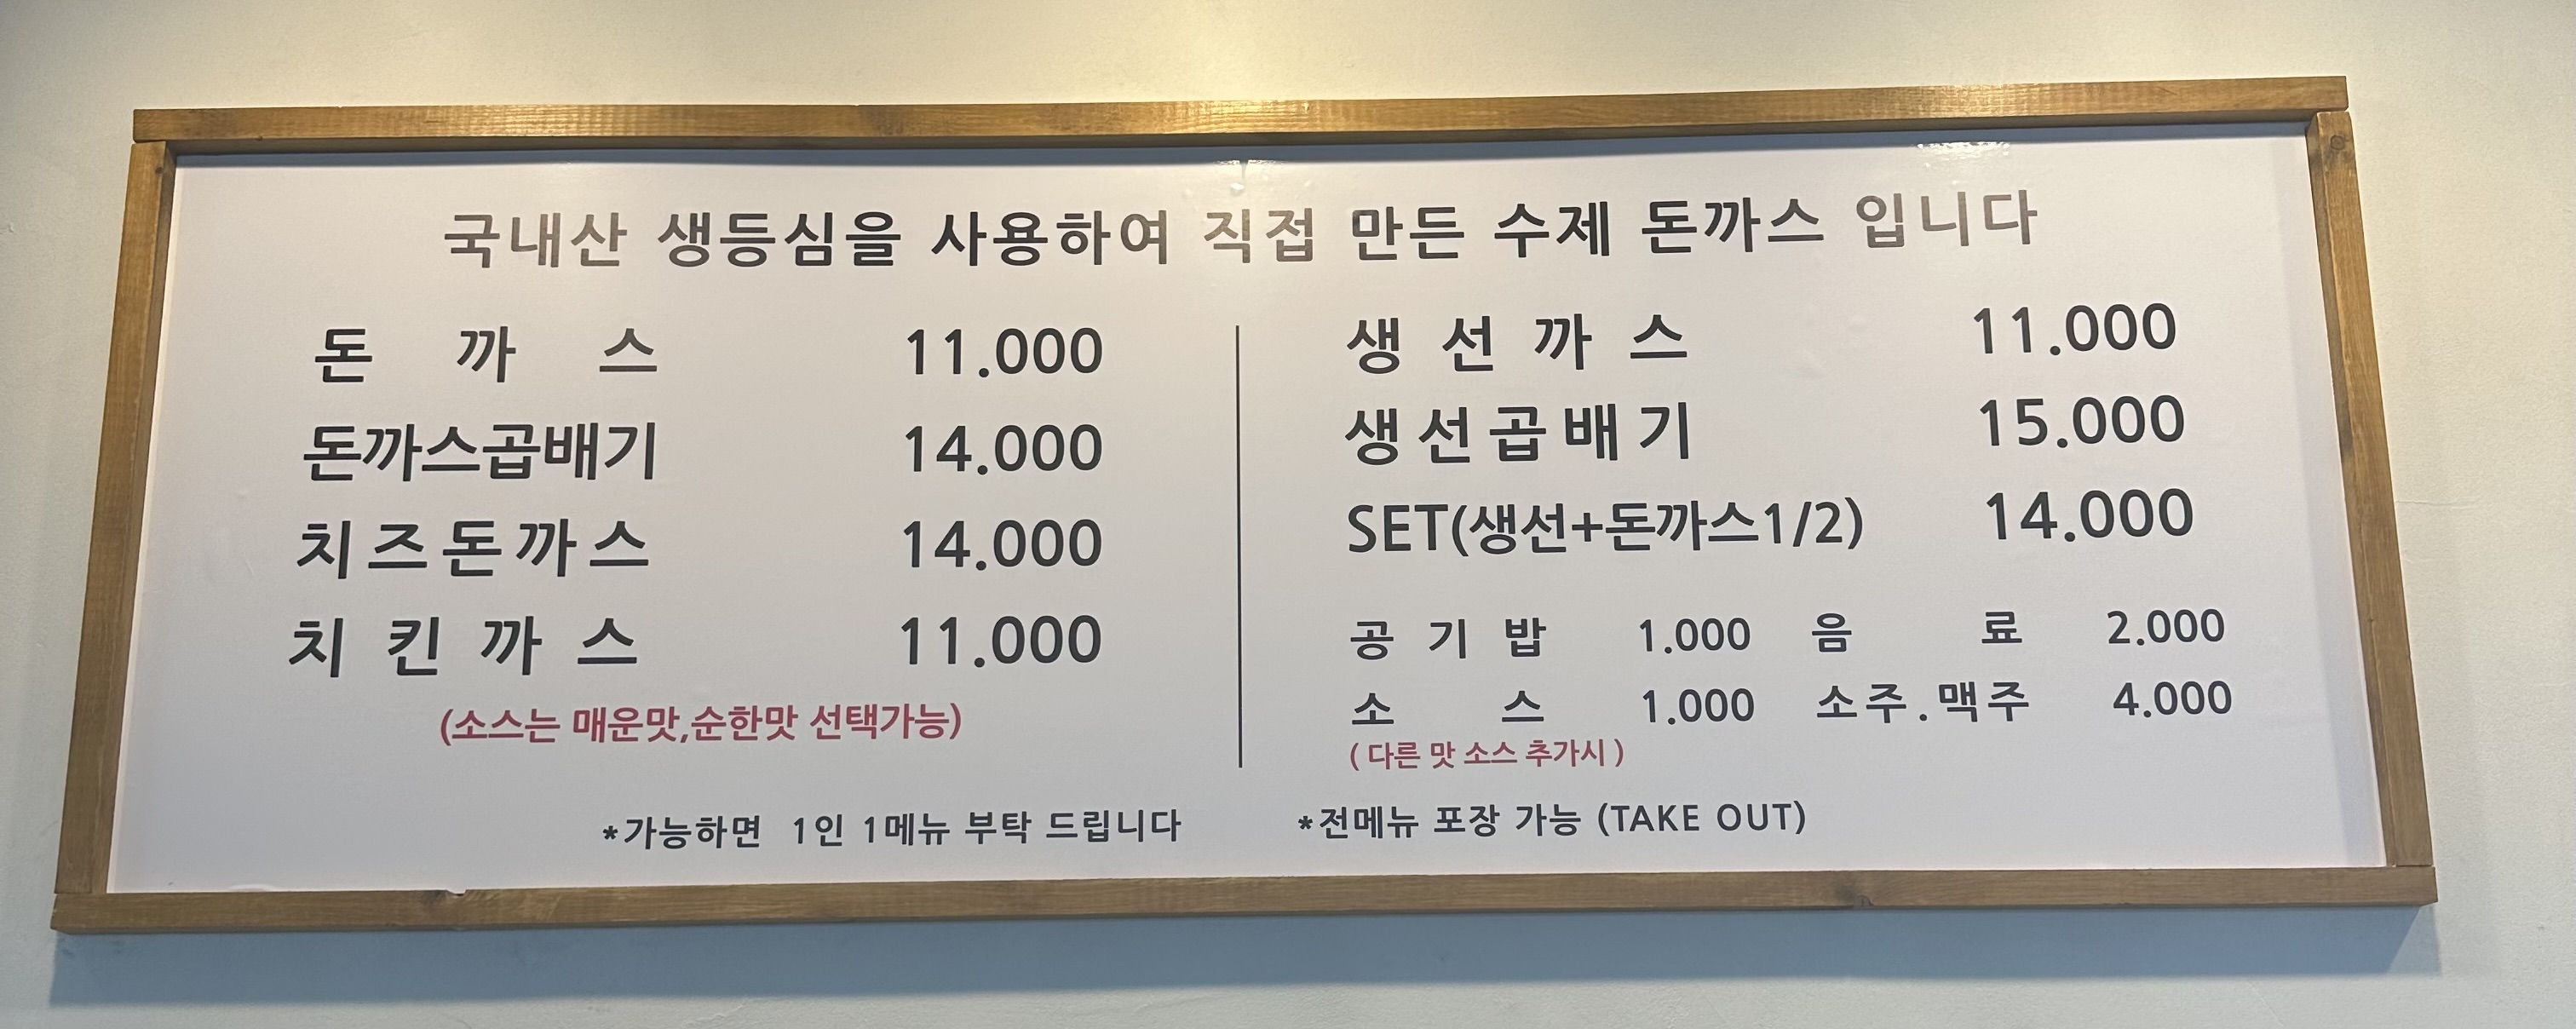 국내산 생등심을 사용하여 직접 만든 수제 돈까스 입니다
돈 까 스 11.000
돈까스곱배기 14.000
치즈돈까스 14.000
치 킨 까 스 11.000
(소스는 매운맛,순한맛 선택가능)
생 선 까 스 11.000
생선곱배기 15.000
SET(생선+돈까스1/2) 14.000
공 기 밥 1.000 음 료 2.000
소 스 1.000 소주.맥주 4.000
( 다른 맛 소스 추가시 )
*가능하면 1인 1메뉴 부탁 드립니다 *전메뉴 포장 가능 (TAKE OUT)